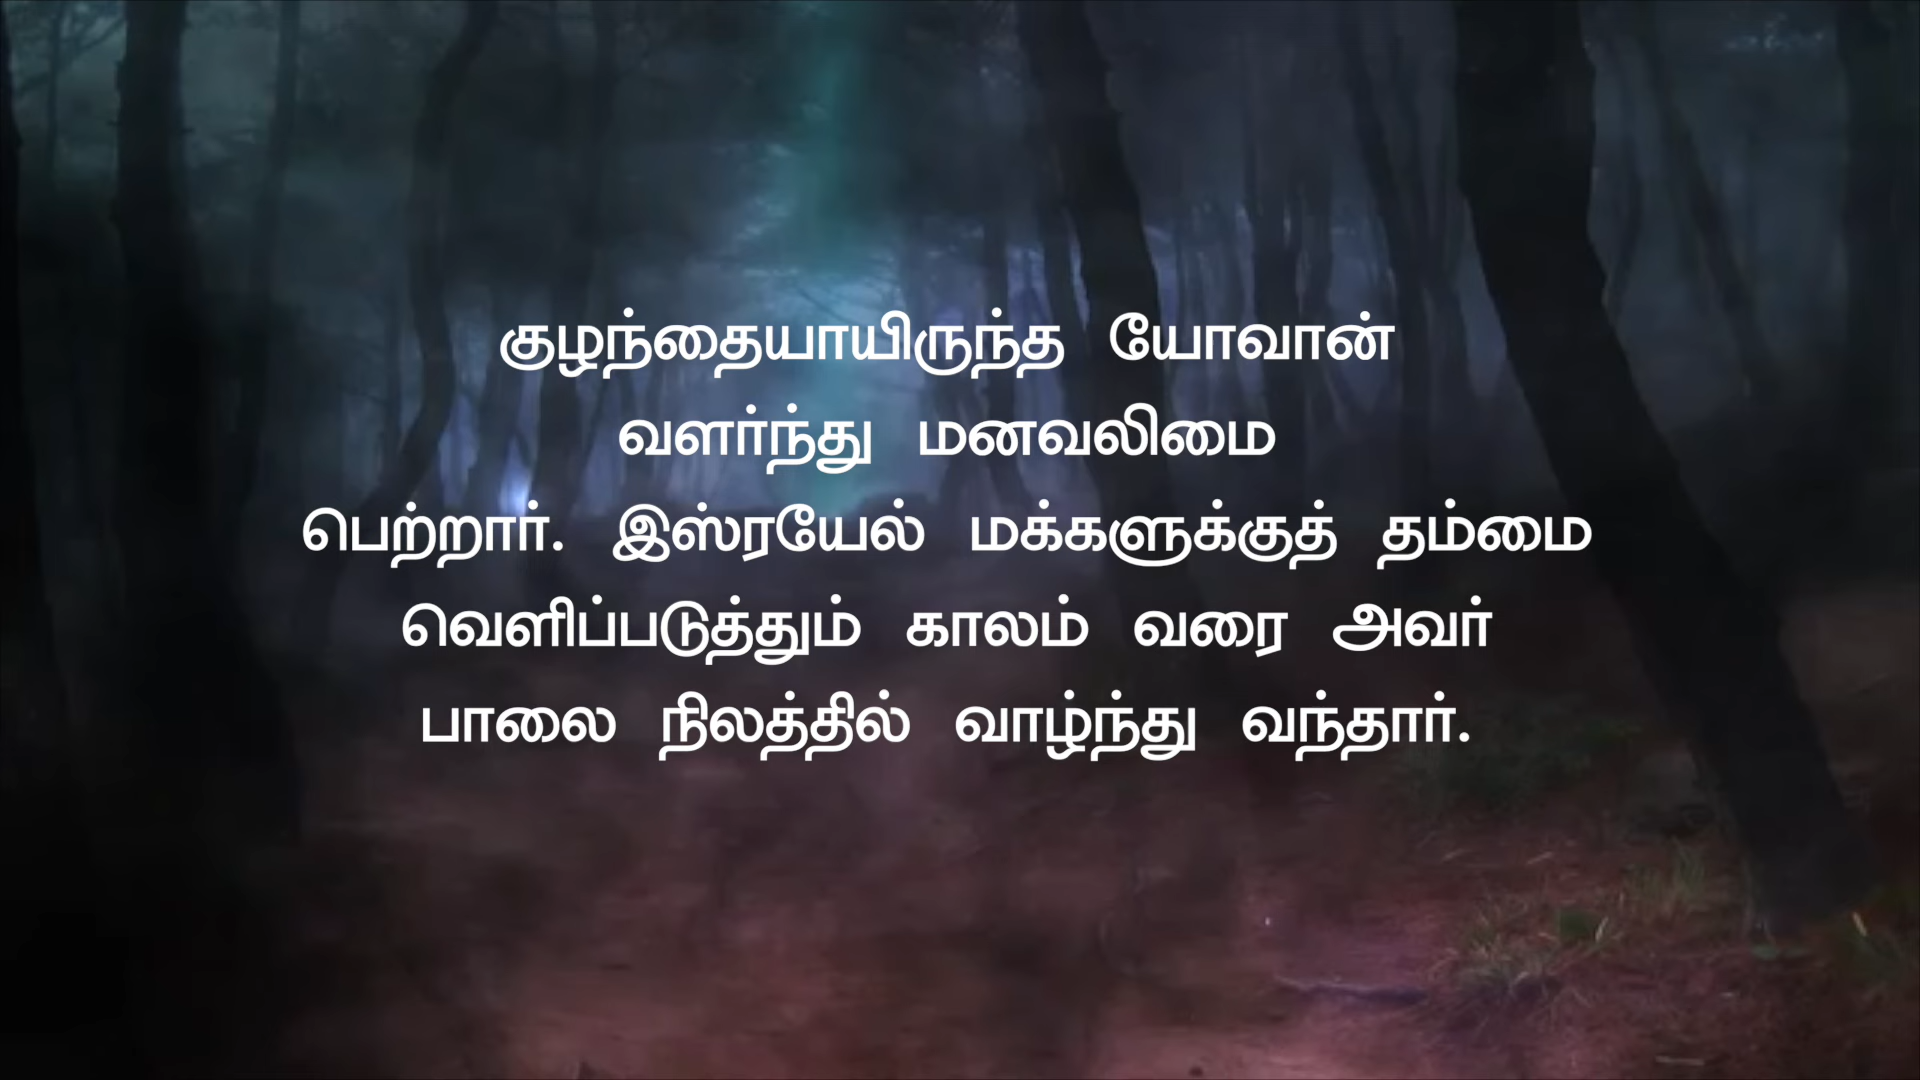 குழந்தையாயிருந்த யோவான்
வளர்ந்து மனவலிமை
பெற்றார். இஸ்ரயேல் மக்களுக்குத் தம்மை
வெளிப்படுத்தும் காலம் வரை அவர்
பாலை நிலத்தில் வாழ்ந்து வந்தார்.